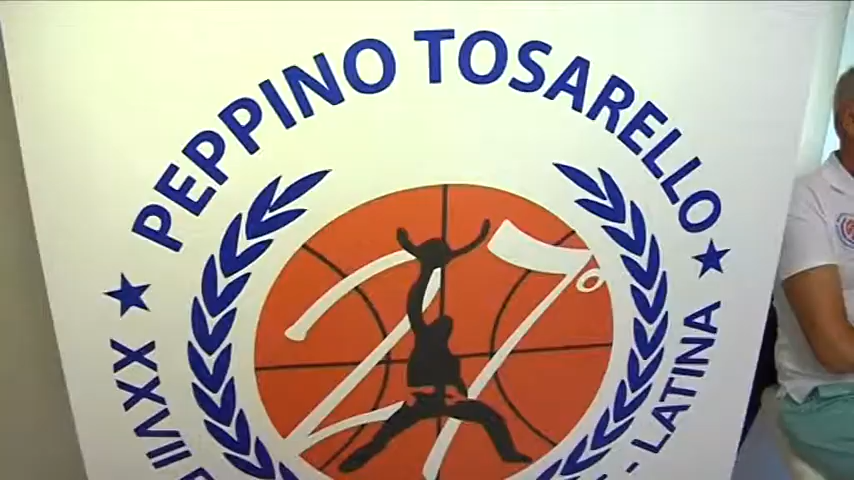 PEPPINO TOSARELLO
27°
XXVII
- LATINA